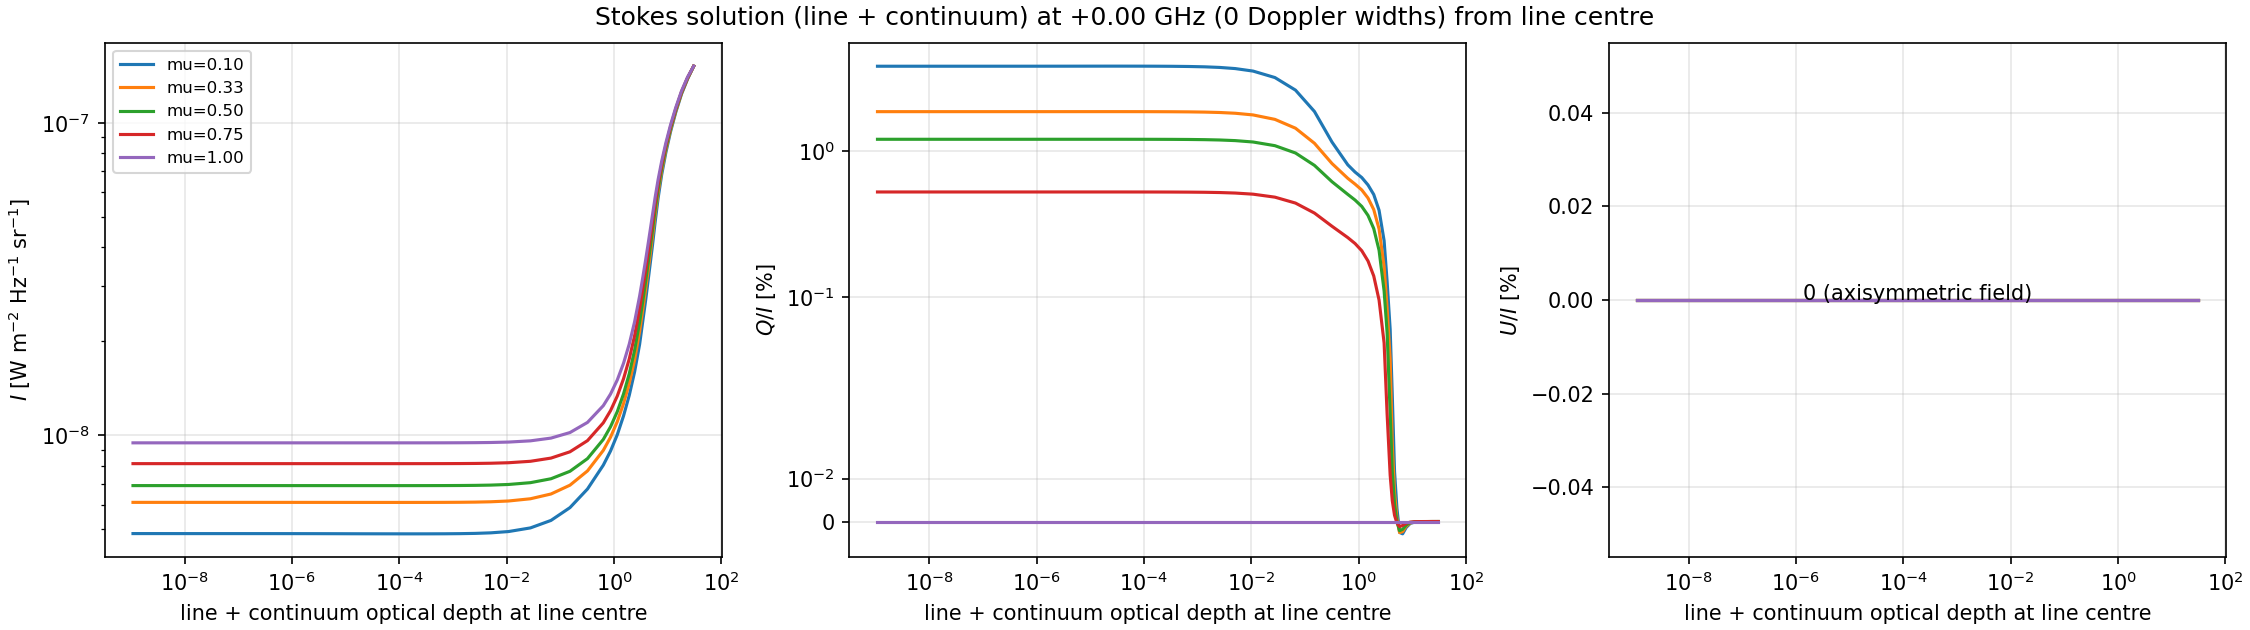 Stokes solution (line + continuum) at +0.00 GHz (0 Doppler widths) from line centre
I [W m⁻² Hz⁻¹ sr⁻¹]
10⁻⁷
10⁻⁸
mu=0.10
mu=0.33
mu=0.50
mu=0.75
mu=1.00
10⁻⁸ 10⁻⁶ 10⁻⁴ 10⁻² 10⁰ 10²
line + continuum optical depth at line centre
Q/I [%]
10⁰
10⁻¹
10⁻²
0
10⁻⁸ 10⁻⁶ 10⁻⁴ 10⁻² 10⁰ 10²
line + continuum optical depth at line centre
U/I [%]
0.04
0.02
0.00
−0.02
−0.04
0 (axisymmetric field)
10⁻⁸ 10⁻⁶ 10⁻⁴ 10⁻² 10⁰ 10²
line + continuum optical depth at line centre